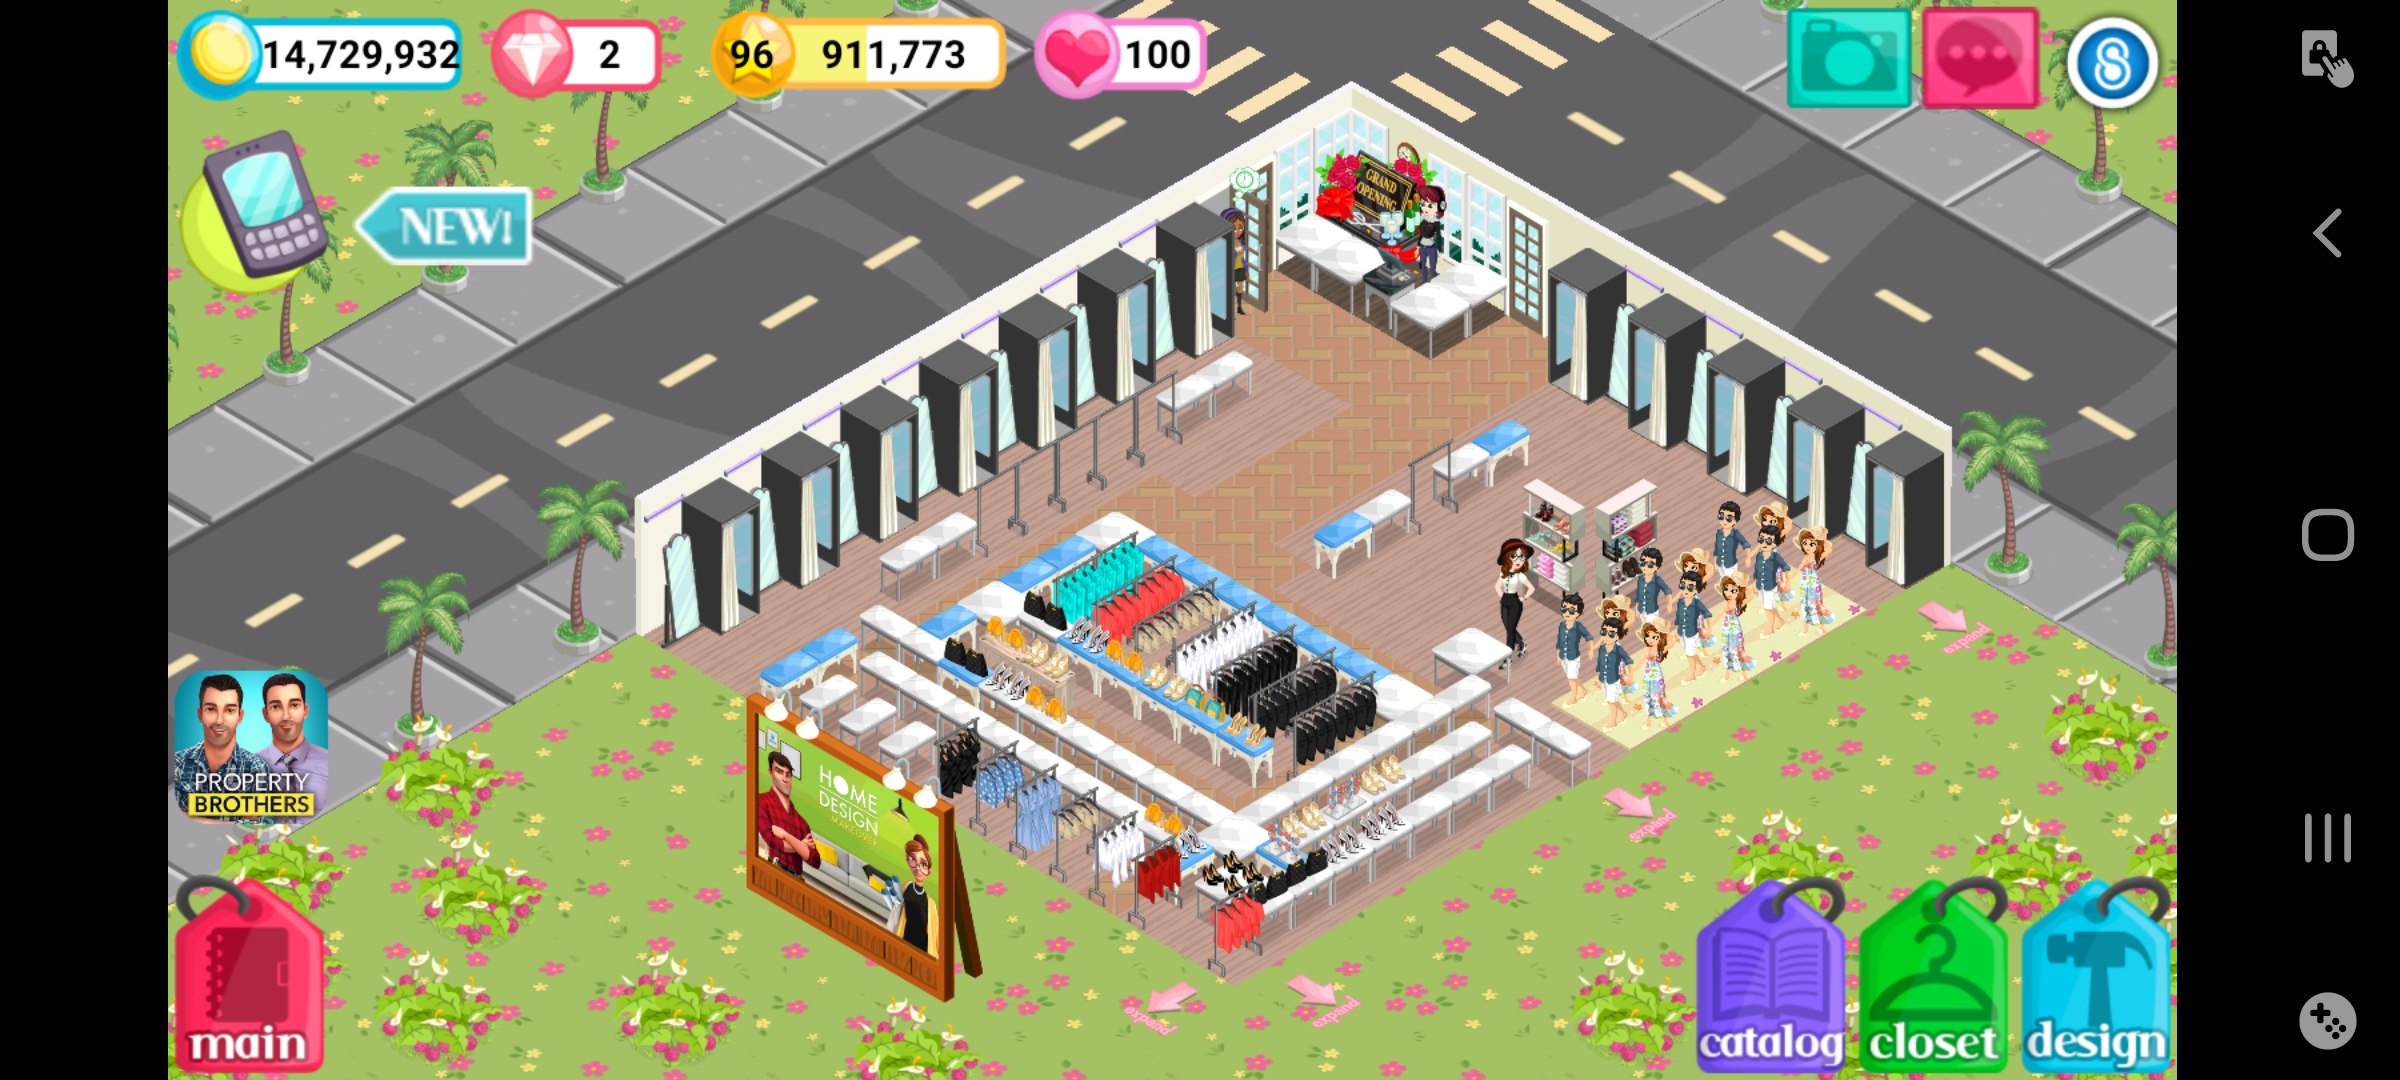 14,729,932
2
96
911,773
100
NEW!
GRAND
OPENING
expand
expand
PROPERTY
BROTHERS
HOME
DESIGN
MAKEOVER
expand
expand
main
catalog
closet
design